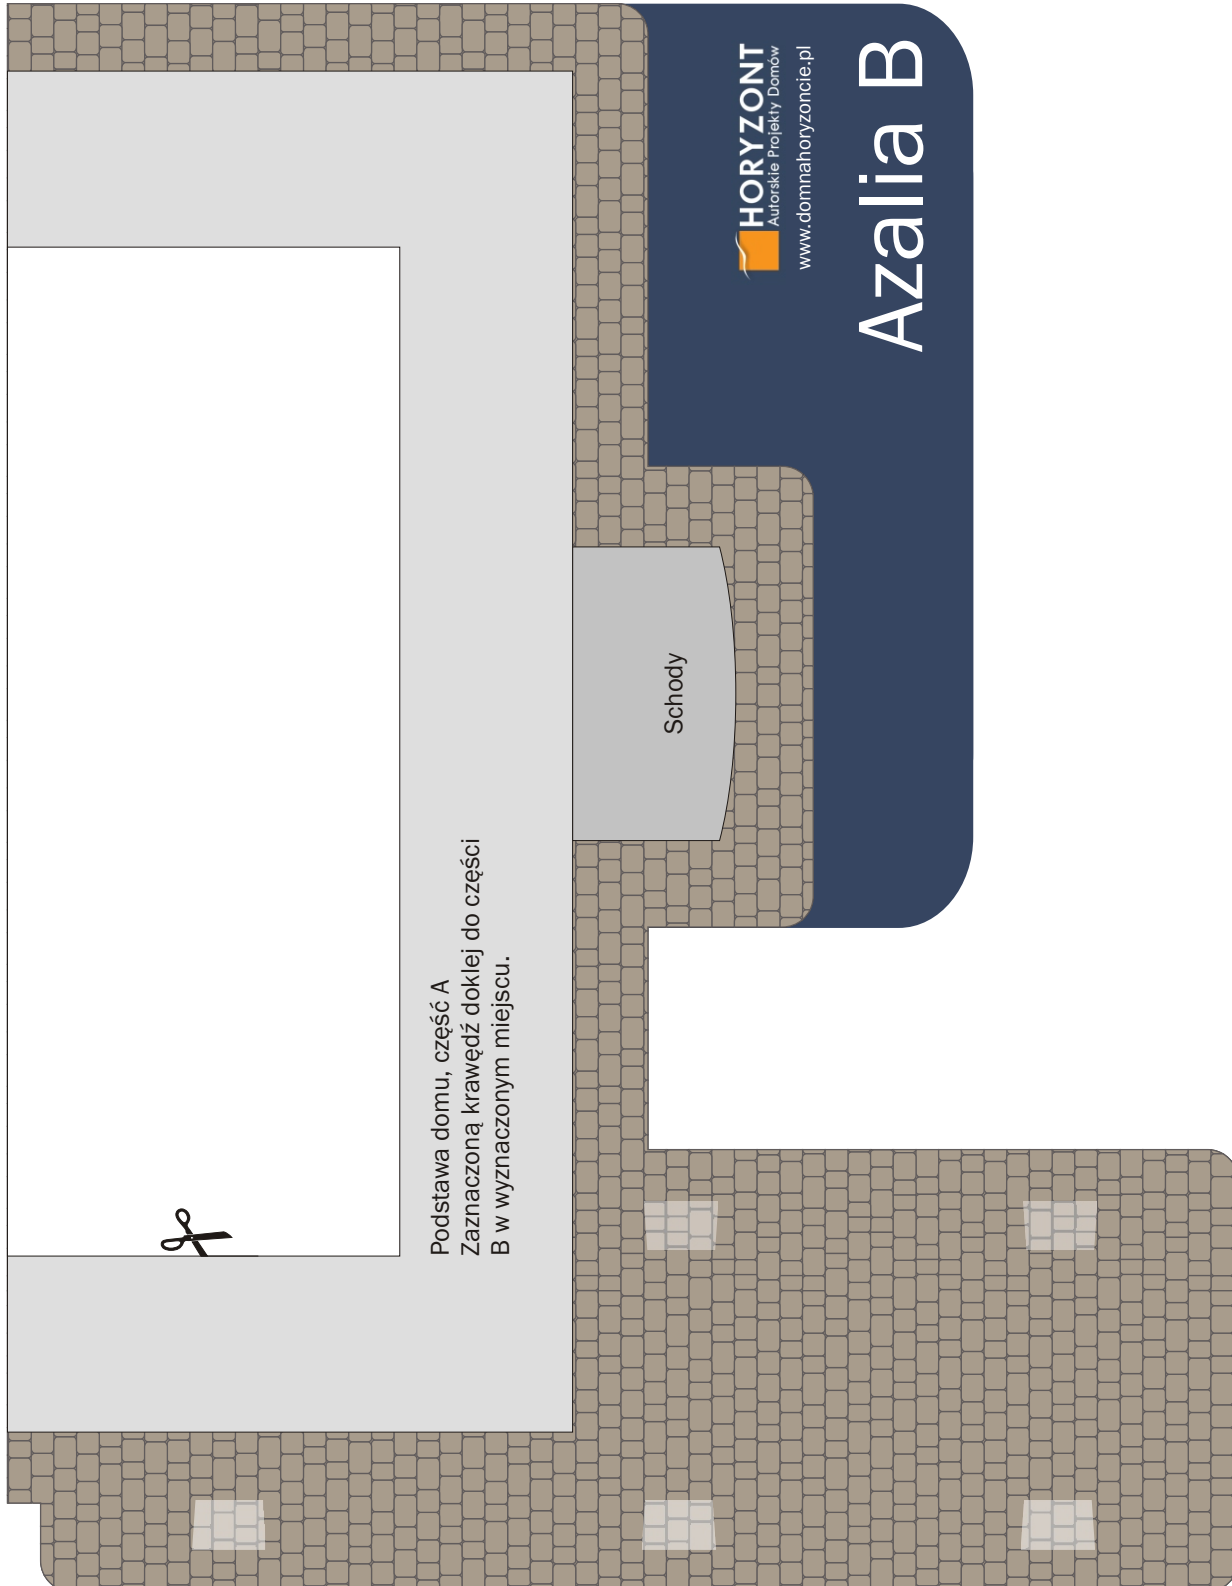 HORYZONT
Autorskie Projekty Domów
www.domnahoryzoncie.pl
Azalia B
Schody
Podstawa domu, część A
Zaznaczoną krawędź doklej do części
B w wyznaczonym miejscu.